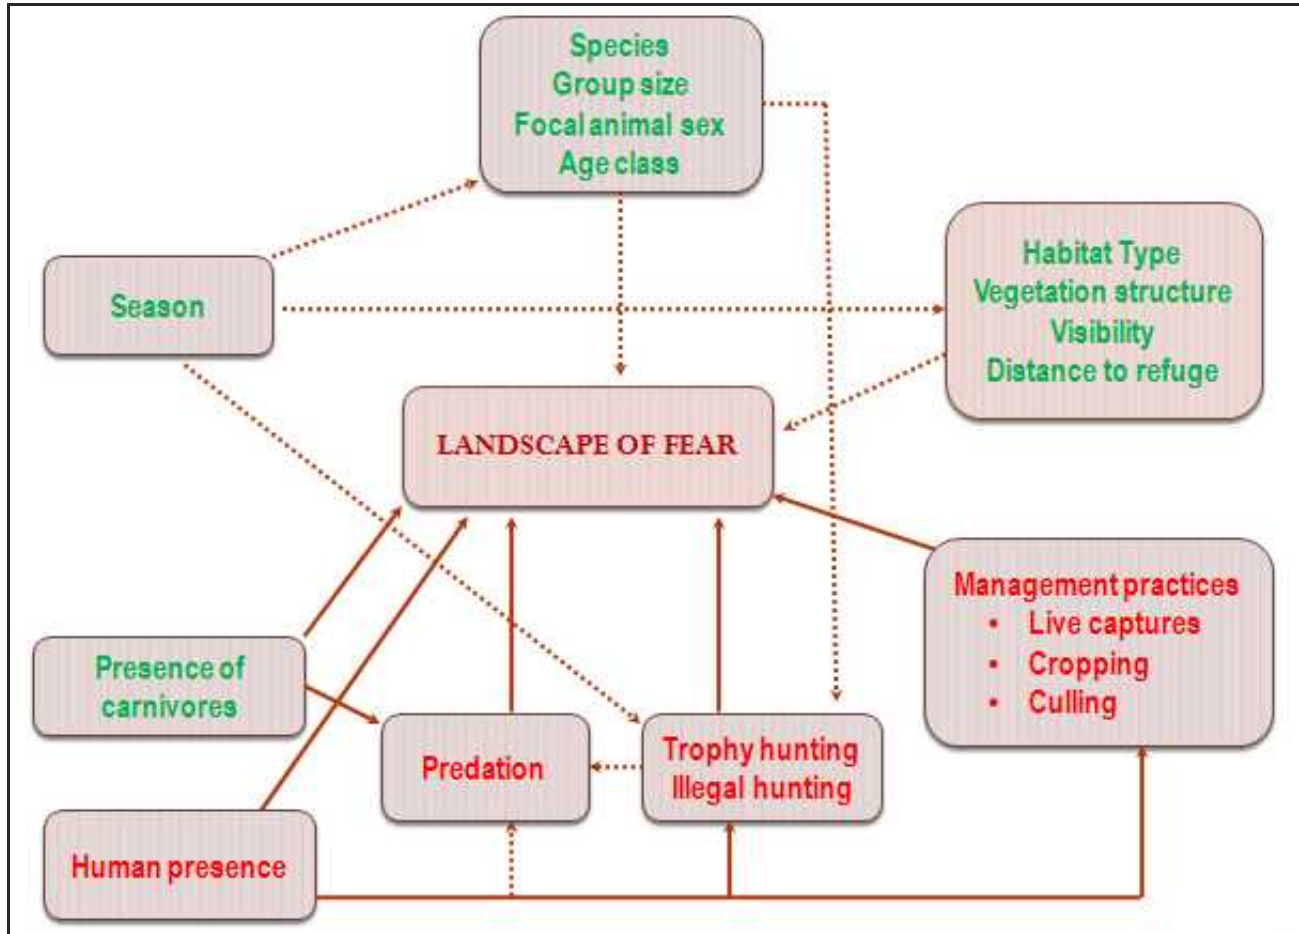 Species
Group size
Focal animal sex
Age class
Season
Habitat Type
Vegetation structure
Visibility
Distance to refuge
LANDSCAPE OF FEAR
Management practices
• Live captures
• Cropping
• Culling
Presence of
carnivores
Predation
Trophy hunting
Illegal hunting
Human presence